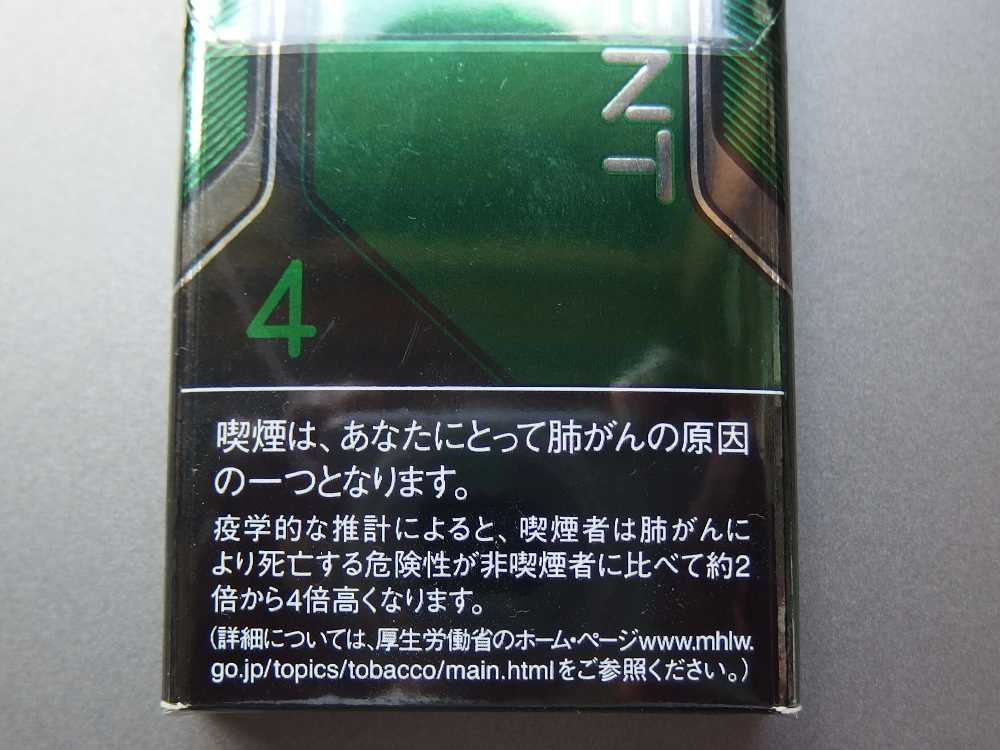 NT
4
喫煙は、あなたにとって肺がんの原因
の一つとなります。
疫学的な推計によると、喫煙者は肺がんに
より死亡する危険性が非喫煙者に比べて約2
倍から4倍高くなります。
(詳細については、厚生労働省のホーム・ページwww.mhlw.
go.jp/topics/tobacco/main.htmlをご参照ください。)